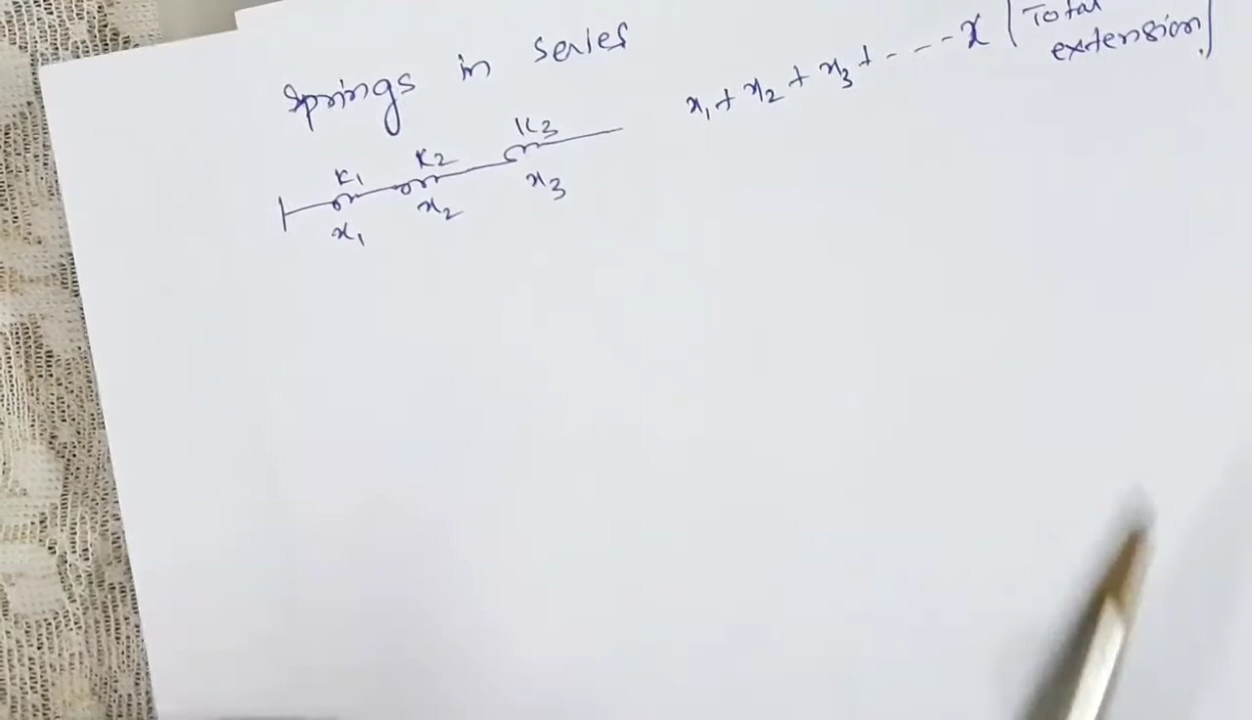 Springs in series
x₁ + x₂ + x₃ + - - - x (Total extension)
K₁ K₂ K₃
x₁ x₂ x₃